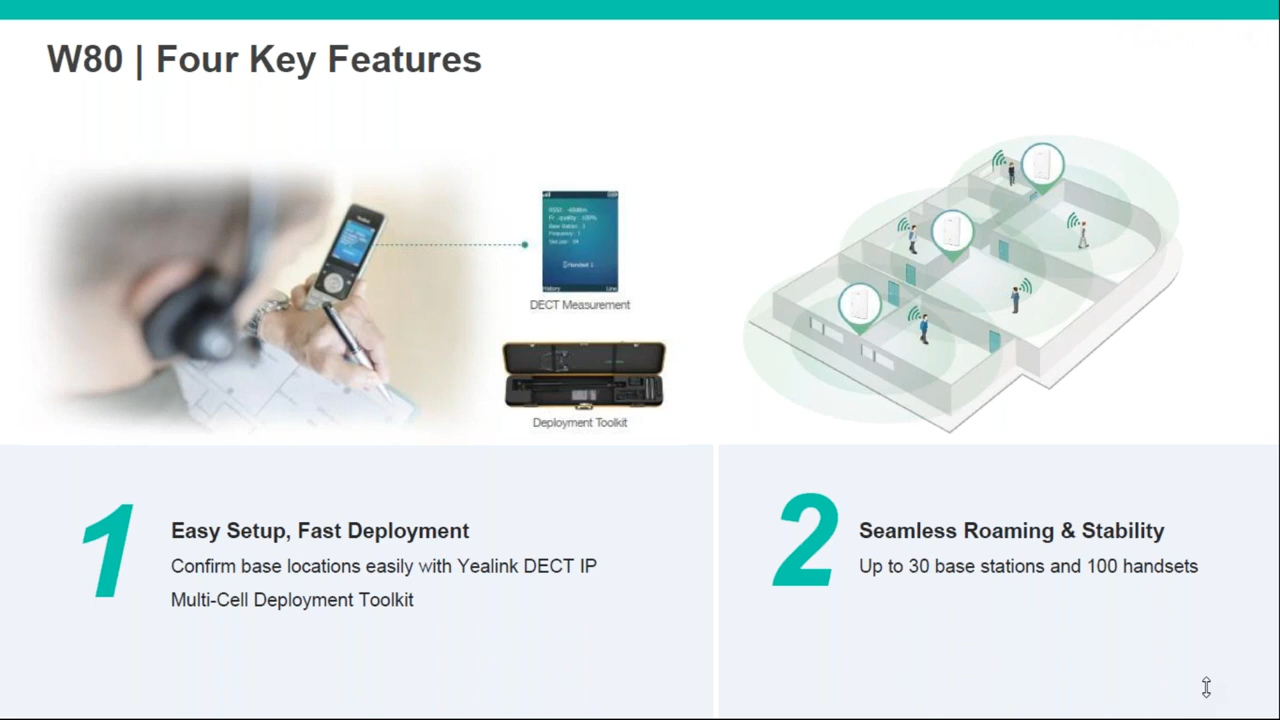 W80 | Four Key Features
DECT Measurement
Deployment Toolkit
1
Easy Setup, Fast Deployment
Confirm base locations easily with Yealink DECT IP
Multi-Cell Deployment Toolkit
2
Seamless Roaming & Stability
Up to 30 base stations and 100 handsets